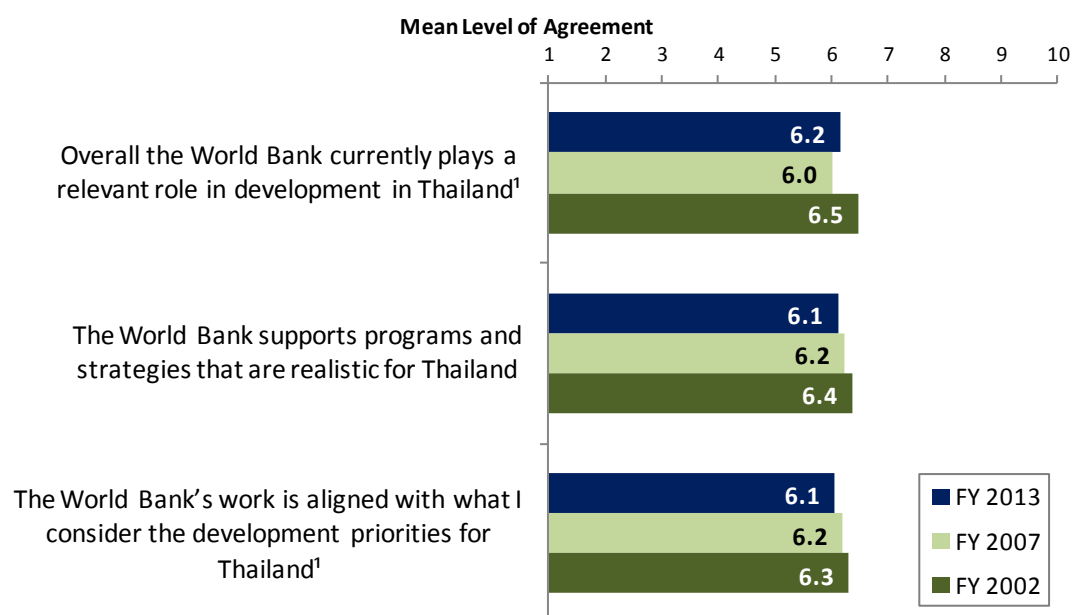 Mean Level of Agreement
1 2 3 4 5 6 7 8 9 10
Overall the World Bank currently plays a
relevant role in development in Thailand¹
6.2
6.0
6.5
The World Bank supports programs and
strategies that are realistic for Thailand
6.1
6.2
6.4
The World Bank’s work is aligned with what I
consider the development priorities for
Thailand¹
6.1
6.2
6.3
FY 2013
FY 2007
FY 2002